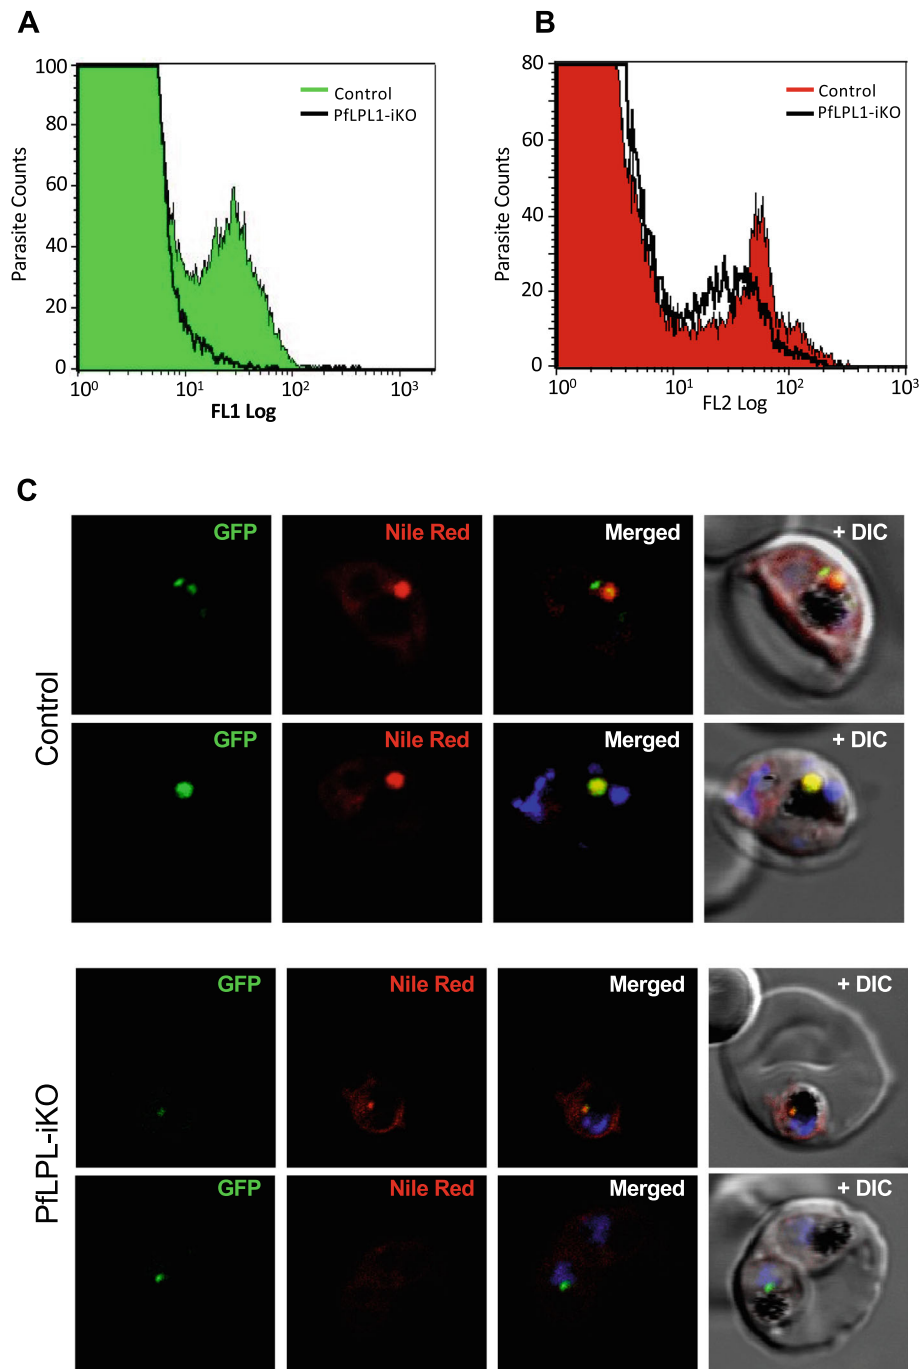 A
100
80
60
40
20
0
Parasite Counts
Control
PfLPL1-iKO
10⁰
10¹
10²
10³
FL1 Log
B
80
60
40
20
0
Parasite Counts
Control
PfLPL1-iKO
10⁰
10¹
10²
10³
FL2 Log
C
Control
GFP
Nile Red
Merged
+ DIC
GFP
Nile Red
Merged
+ DIC
PfLPL-iKO
GFP
Nile Red
Merged
+ DIC
GFP
Nile Red
Merged
+ DIC